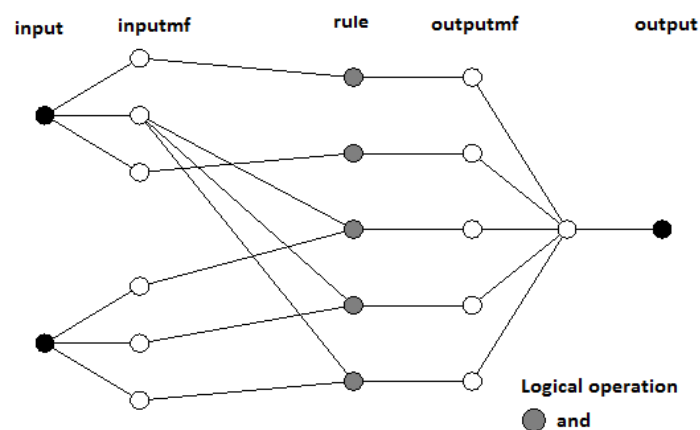 input
inputmf
rule
outputmf
output
Logical operation
and